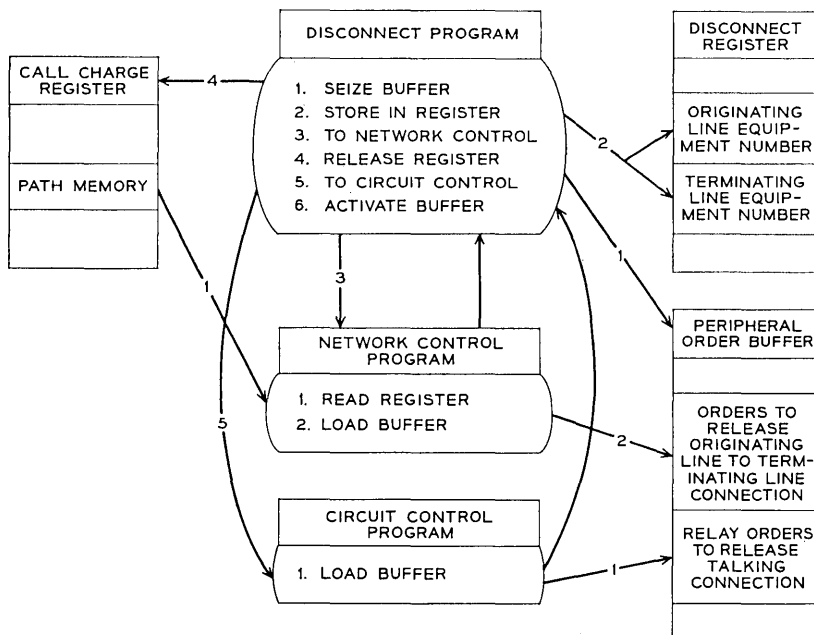 DISCONNECT PROGRAM
1. SEIZE BUFFER
2. STORE IN REGISTER
3. TO NETWORK CONTROL
4. RELEASE REGISTER
5. TO CIRCUIT CONTROL
6. ACTIVATE BUFFER
CALL CHARGE
REGISTER
PATH MEMORY
4
1
5
3
2
1
DISCONNECT
REGISTER
ORIGINATING
LINE EQUIP-
MENT NUMBER
TERMINATING
LINE EQUIP-
MENT NUMBER
NETWORK CONTROL
PROGRAM
1. READ REGISTER
2. LOAD BUFFER
2
CIRCUIT CONTROL
PROGRAM
1. LOAD BUFFER
1
PERIPHERAL
ORDER BUFFER
ORDERS TO
RELEASE
ORIGINATING
LINE TO TERM-
INATING LINE
CONNECTION
RELAY ORDERS
TO RELEASE
TALKING
CONNECTION